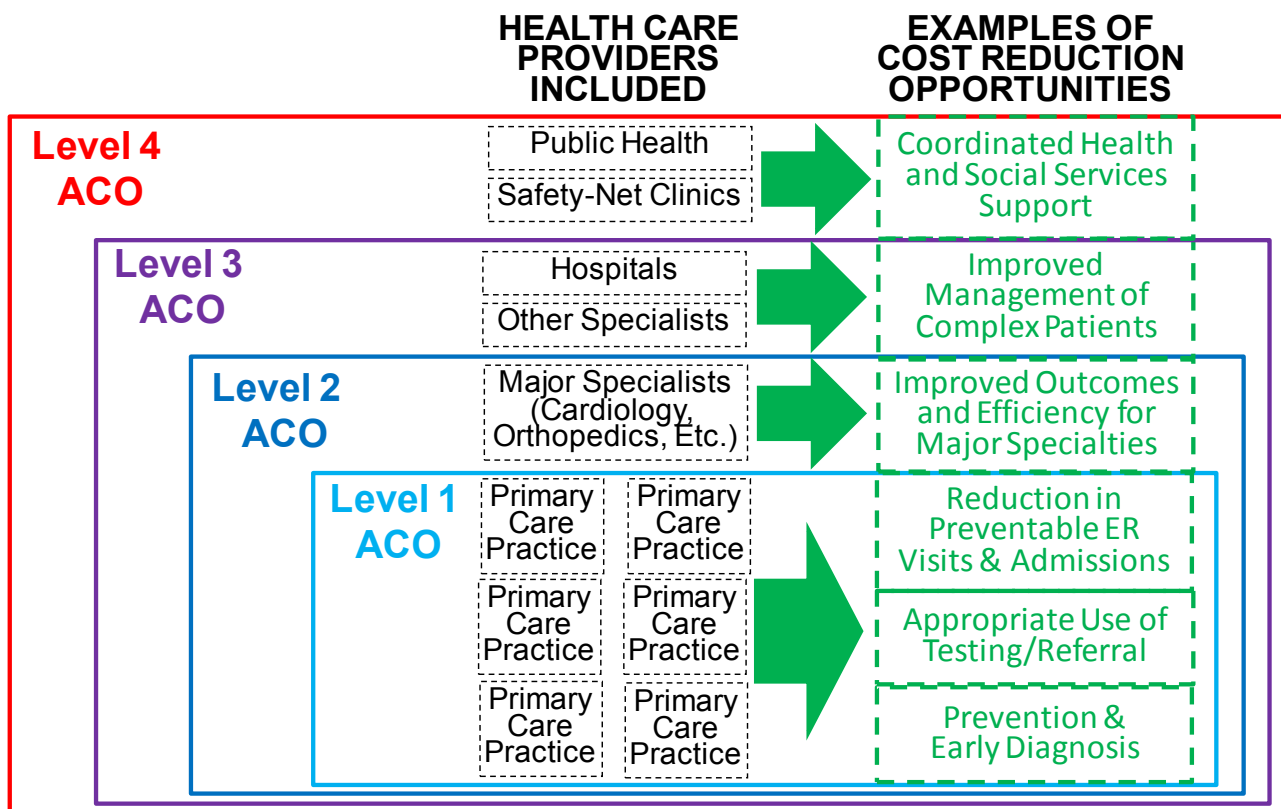 HEALTH CARE
PROVIDERS
INCLUDED
EXAMPLES OF
COST REDUCTION
OPPORTUNITIES
Level 4
ACO
Public Health
Safety-Net Clinics
Coordinated Health
and Social Services
Support
Level 3
ACO
Hospitals
Other Specialists
Improved
Management of
Complex Patients
Level 2
ACO
Major Specialists
(Cardiology,
Orthopedics, Etc.)
Improved Outcomes
and Efficiency for
Major Specialties
Level 1
ACO
Primary
Care
Practice
Primary
Care
Practice
Reduction in
Preventable ER
Visits & Admissions
Primary
Care
Practice
Primary
Care
Practice
Appropriate Use of
Testing/Referral
Primary
Care
Practice
Primary
Care
Practice
Prevention &
Early Diagnosis